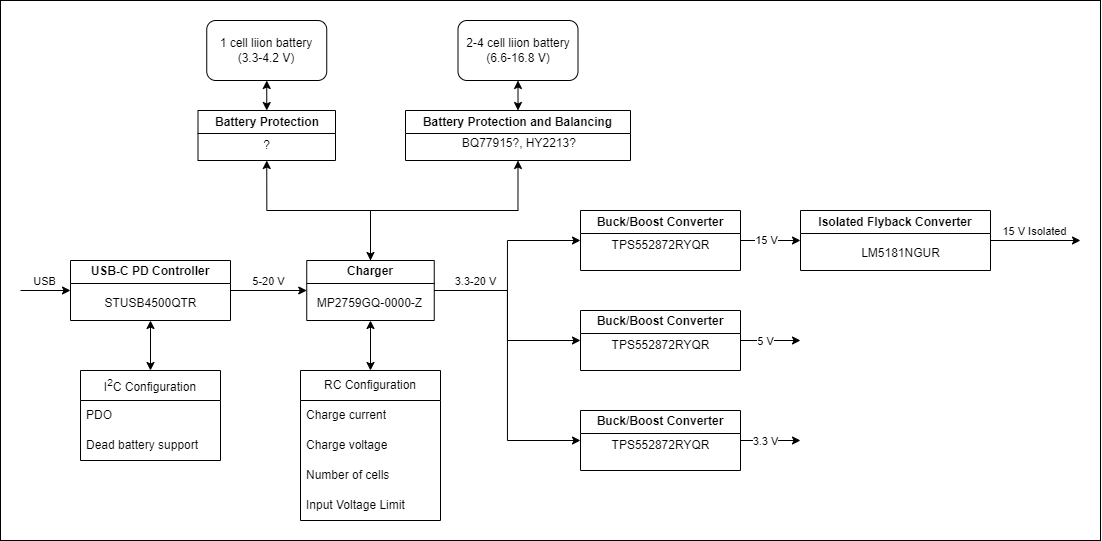 1 cell liion battery
(3.3-4.2 V)
2-4 cell liion battery
(6.6-16.8 V)
Battery Protection
?
Battery Protection and Balancing
BQ77915?, HY2213?
USB
USB-C PD Controller
STUSB4500QTR
5-20 V
Charger
MP2759GQ-0000-Z
3.3-20 V
Buck/Boost Converter
TPS552872RYQR
15 V
Isolated Flyback Converter
LM5181NGUR
15 V Isolated
Buck/Boost Converter
TPS552872RYQR
5 V
Buck/Boost Converter
TPS552872RYQR
3.3 V
I²C Configuration
PDO
Dead battery support
RC Configuration
Charge current
Charge voltage
Number of cells
Input Voltage Limit